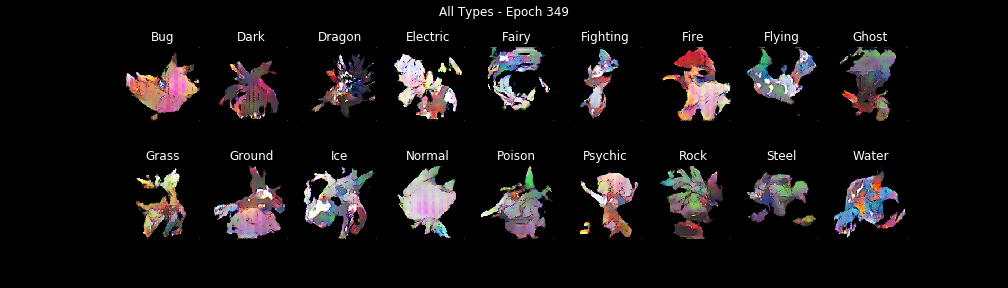 All Types - Epoch 349
Bug Dark Dragon Electric Fairy Fighting Fire Flying Ghost
Grass Ground Ice Normal Poison Psychic Rock Steel Water